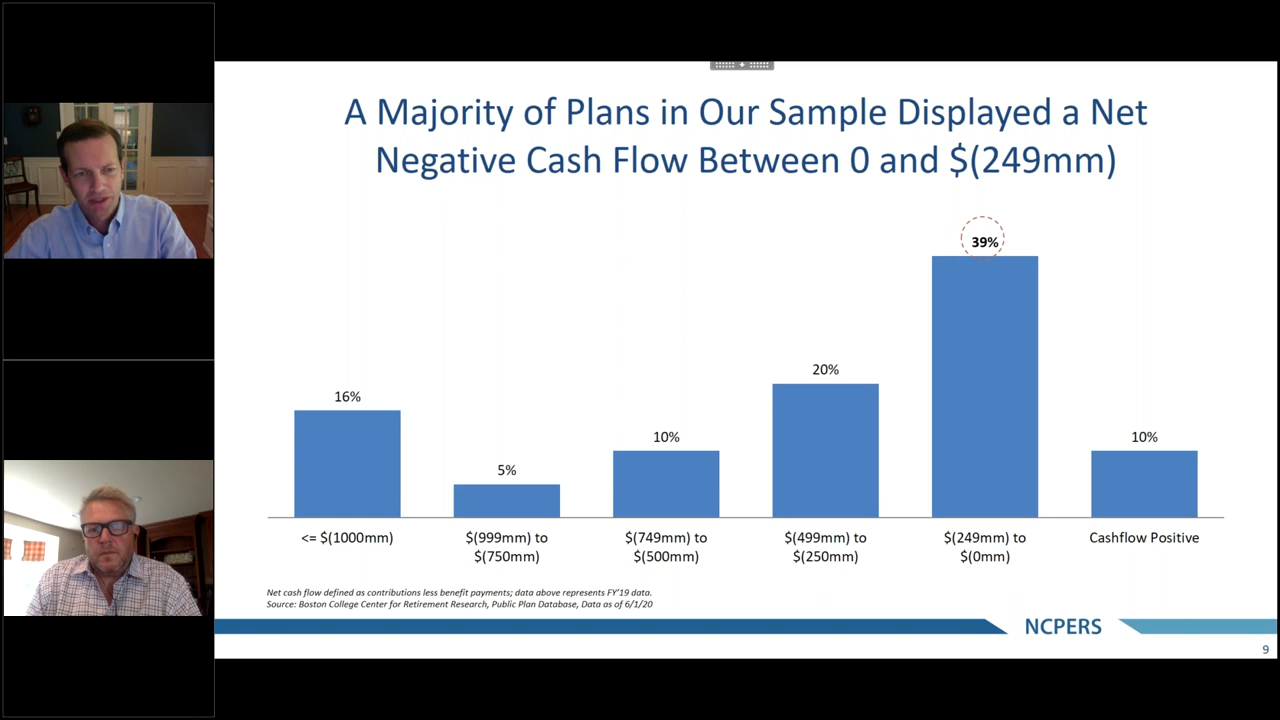 A Majority of Plans in Our Sample Displayed a Net
Negative Cash Flow Between 0 and $(249mm)
16%
5%
10%
20%
39%
10%
<= $(1000mm)
$(999mm) to
$(750mm)
$(749mm) to
$(500mm)
$(499mm) to
$(250mm)
$(249mm) to
$(0mm)
Cashflow Positive
Net cash flow defined as contributions less benefit payments; data above represents FY'19 data.
Source: Boston College Center for Retirement Research, Public Plan Database, Data as of 6/1/20
NCPERS
9